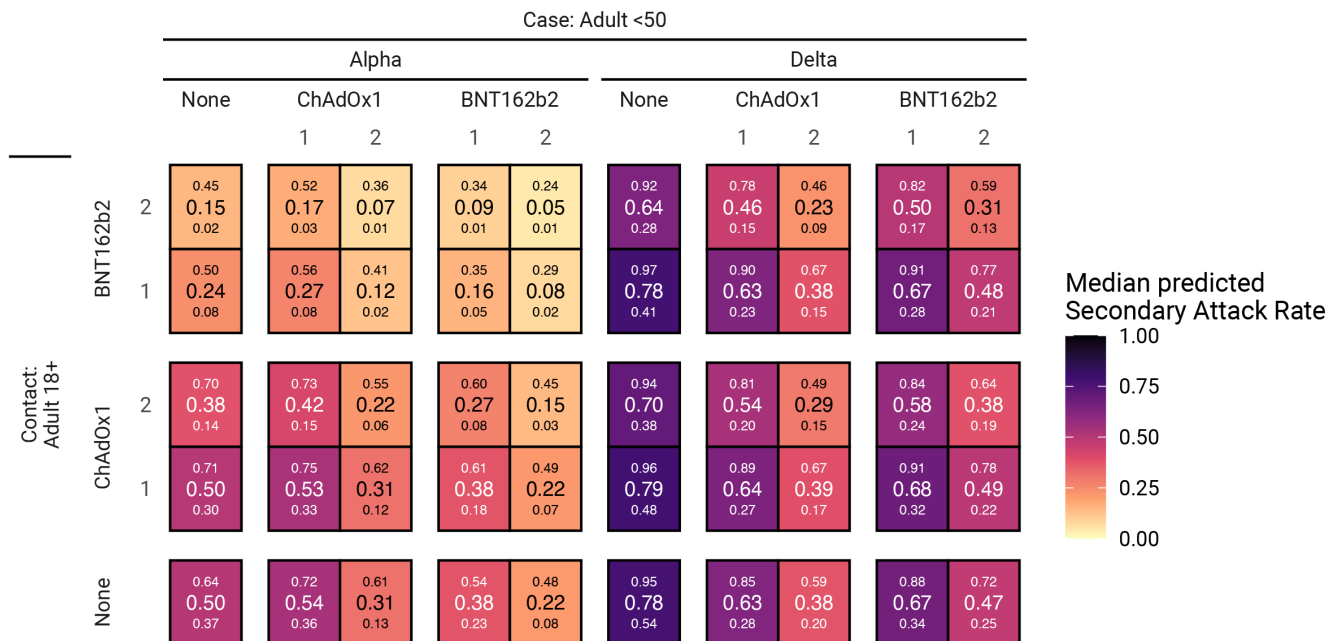 Case: Adult <50
Alpha Delta
None ChAdOx1 BNT162b2 None ChAdOx1 BNT162b2
1 2 1 2 1 2 1 2
Contact:
Adult 18+
BNT162b2
2
0.45 0.52 0.36 0.34 0.24 0.92 0.78 0.46 0.82 0.59
0.15 0.17 0.07 0.09 0.05 0.64 0.46 0.23 0.50 0.31
0.02 0.03 0.01 0.01 0.01 0.28 0.15 0.09 0.17 0.13
1
0.50 0.56 0.41 0.35 0.29 0.97 0.90 0.67 0.91 0.77
0.24 0.27 0.12 0.16 0.08 0.78 0.63 0.38 0.67 0.48
0.08 0.08 0.02 0.05 0.02 0.41 0.23 0.15 0.28 0.21
ChAdOx1
2
0.70 0.73 0.55 0.60 0.45 0.94 0.81 0.49 0.84 0.64
0.38 0.42 0.22 0.27 0.15 0.70 0.54 0.29 0.58 0.38
0.14 0.15 0.06 0.08 0.03 0.38 0.20 0.15 0.24 0.19
1
0.71 0.75 0.62 0.61 0.49 0.96 0.89 0.67 0.91 0.78
0.50 0.53 0.31 0.38 0.22 0.79 0.64 0.39 0.68 0.49
0.30 0.33 0.12 0.18 0.07 0.48 0.27 0.17 0.32 0.22
None
0.64 0.72 0.61 0.54 0.48 0.95 0.85 0.59 0.88 0.72
0.50 0.54 0.31 0.38 0.22 0.78 0.63 0.38 0.67 0.47
0.37 0.36 0.13 0.23 0.08 0.54 0.28 0.20 0.34 0.25
Median predicted
Secondary Attack Rate
1.00
0.75
0.50
0.25
0.00